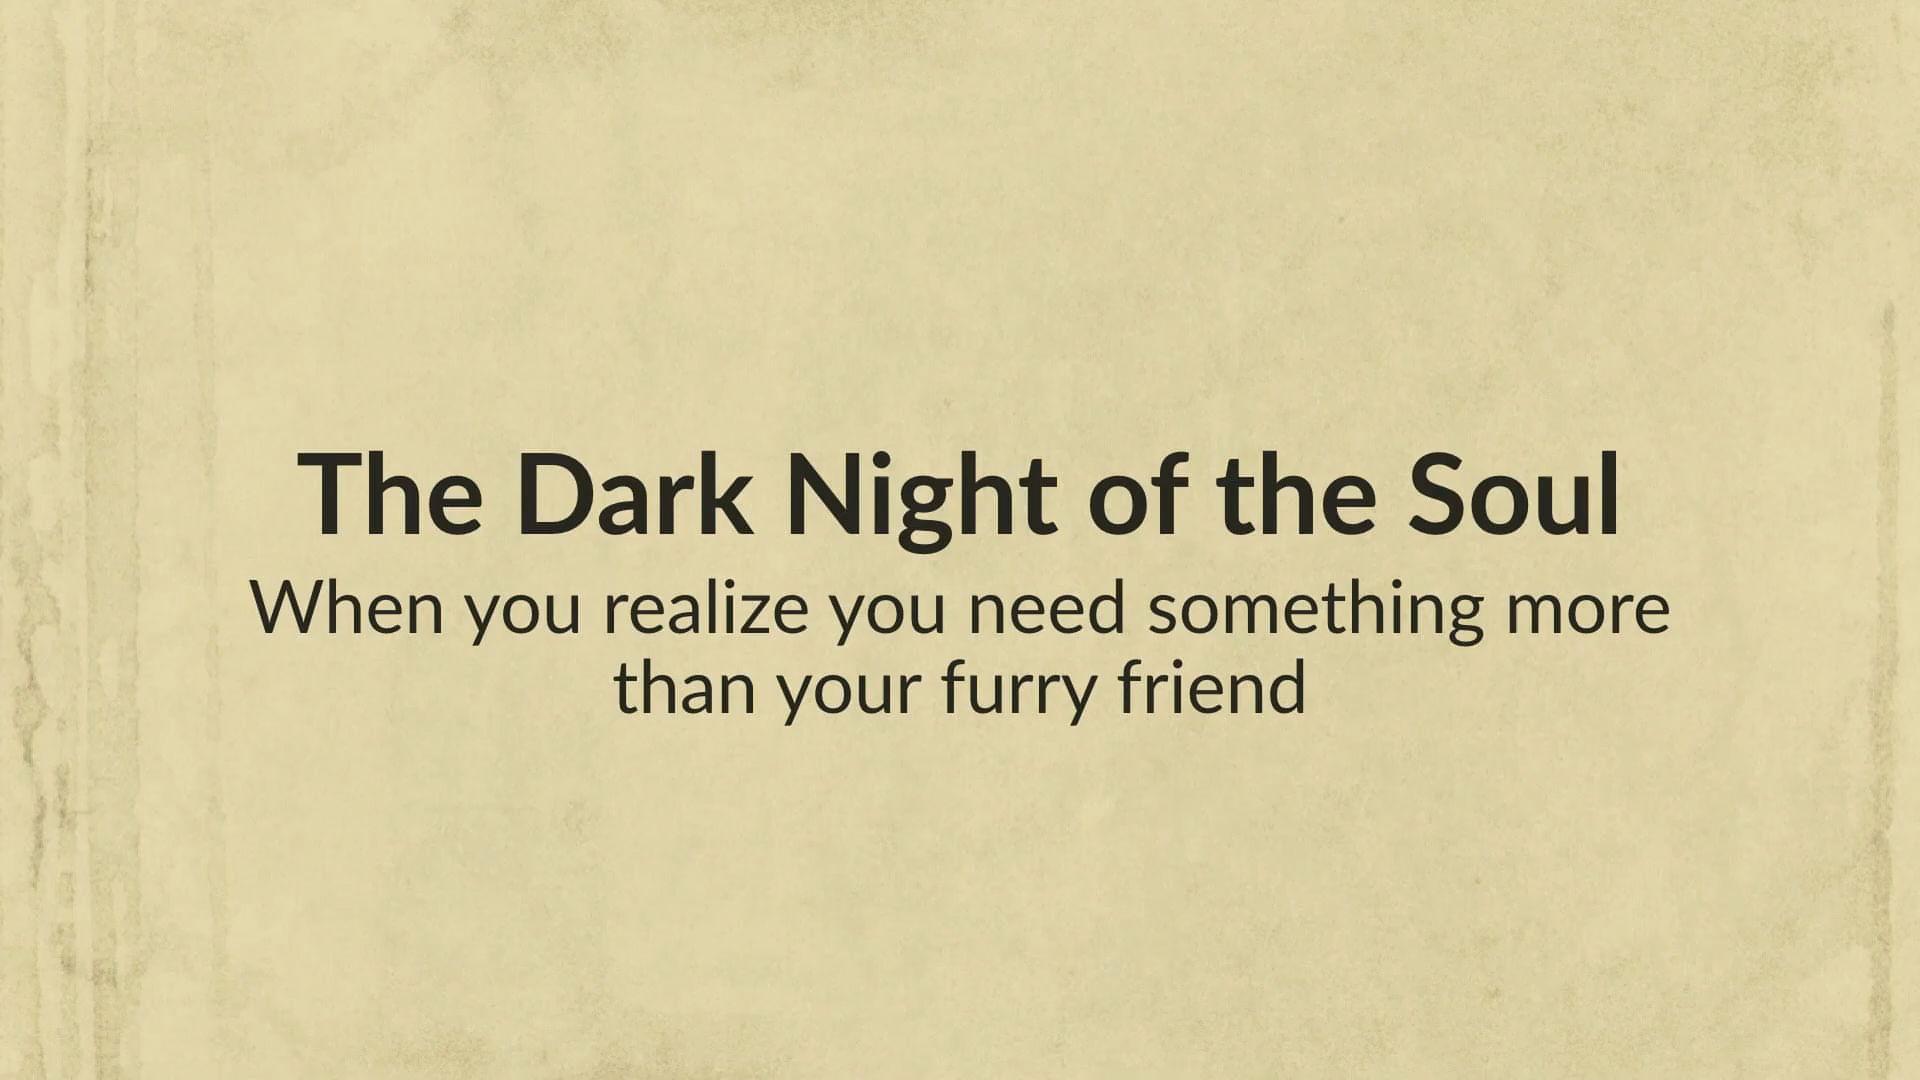 The Dark Night of the Soul
When you realize you need something more
than your furry friend